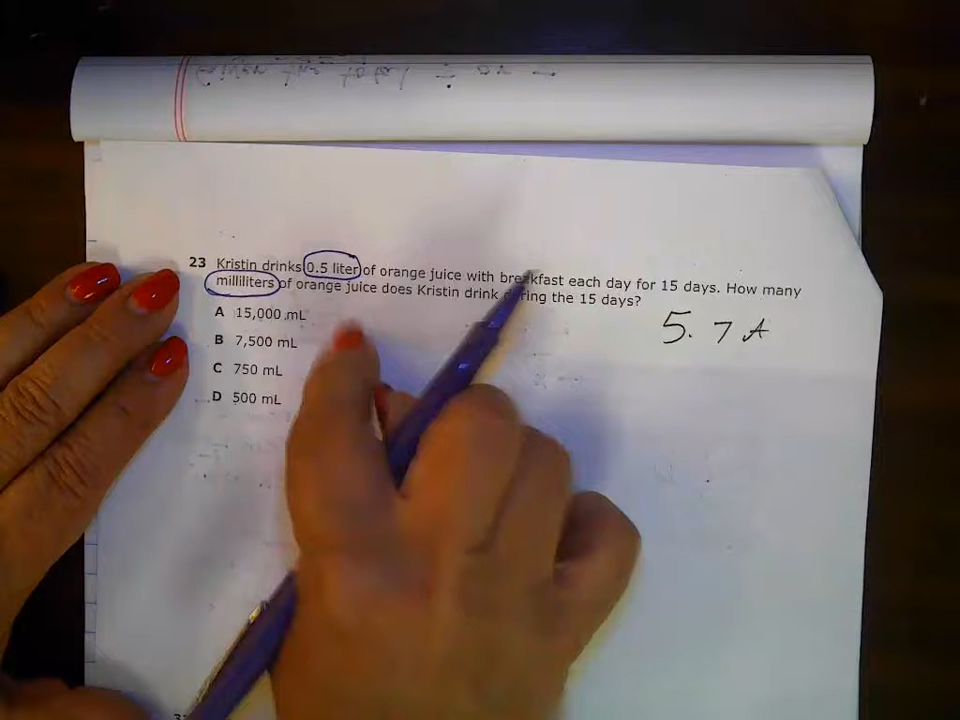 23 Kristin drinks 0.5 liter of orange juice with breakfast each day for 15 days. How many
milliliters of orange juice does Kristin drink during the 15 days?
A 15,000 mL
B 7,500 mL
C 750 mL
D 500 mL
5.7A